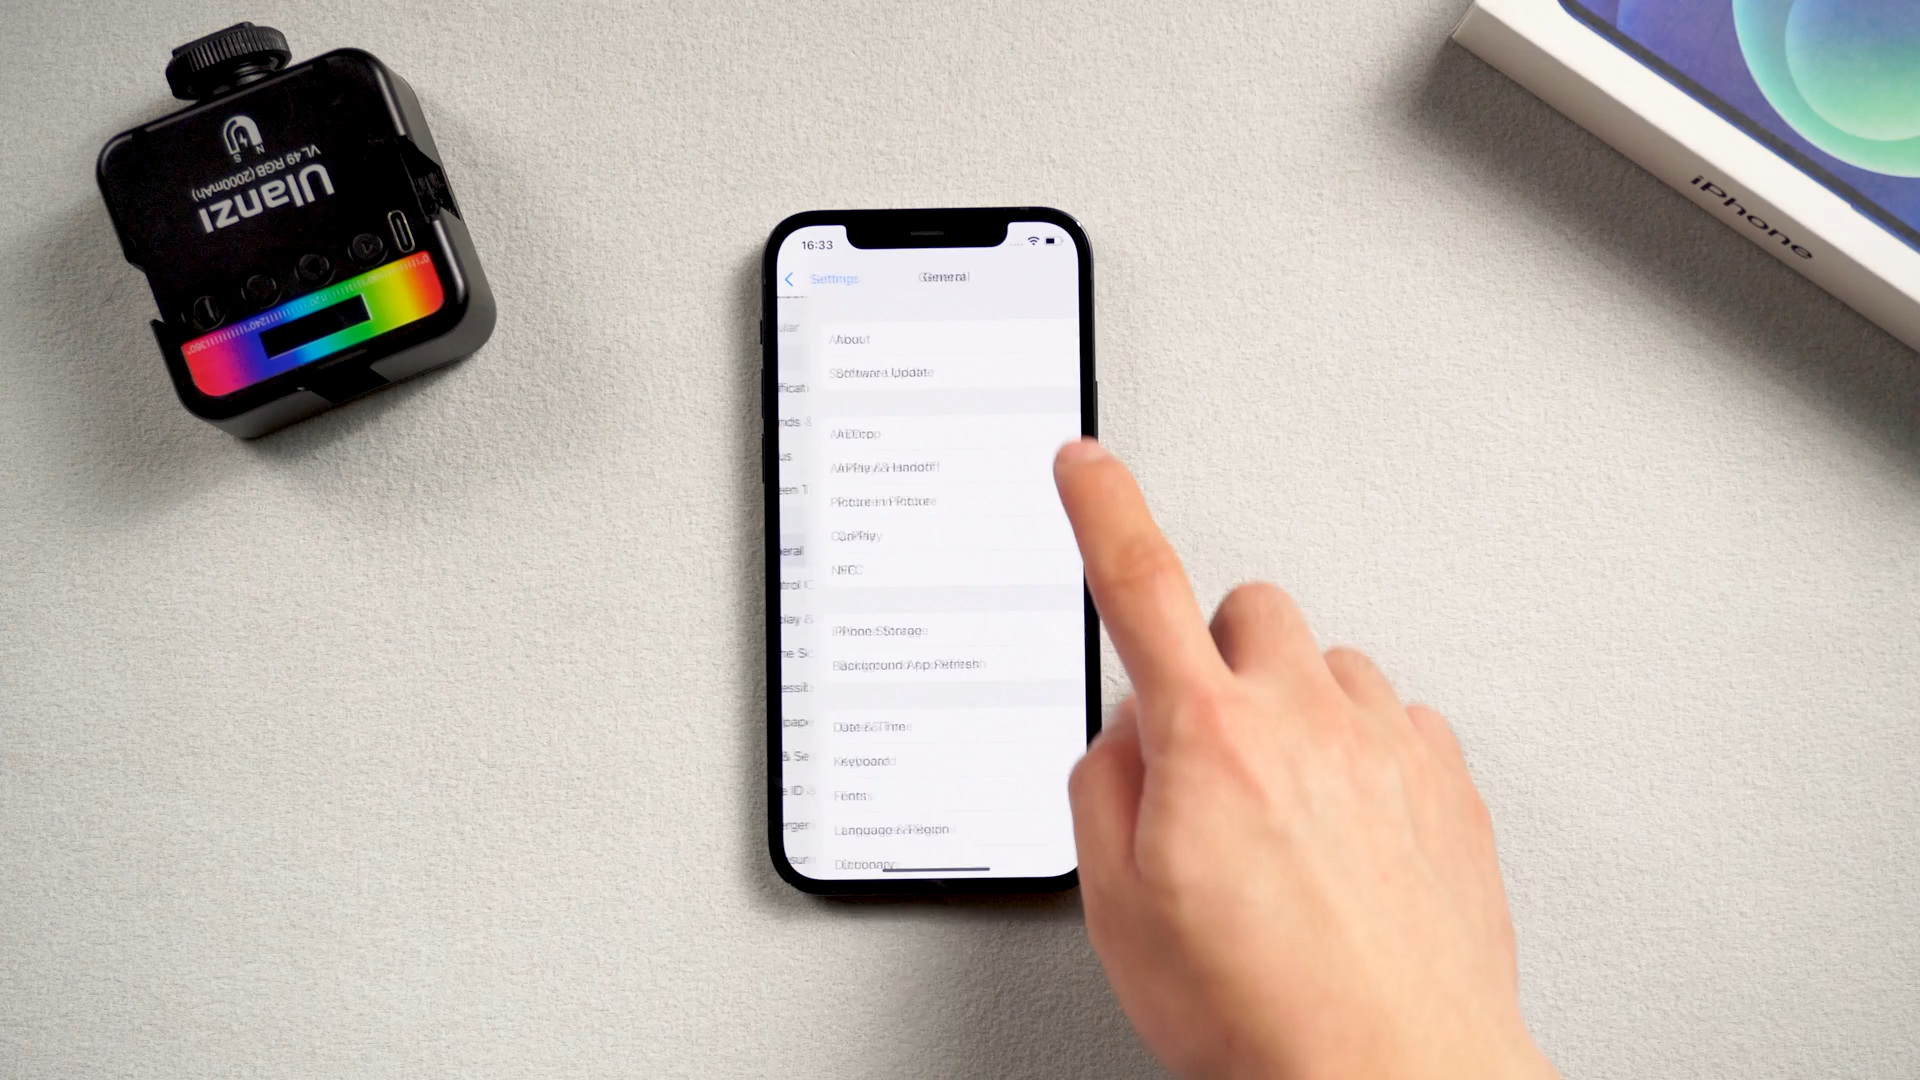 Ulanzi
VL49 RGB (2000mAh)
N S
iPhone
16:33
Settings
General
About
Software Update
AirDrop
AirPlay & Handoff
Picture in Picture
CarPlay
NFC
iPhone Storage
Background App Refresh
Date & Time
Keyboard
Fonts
Language & Region
Dictionary